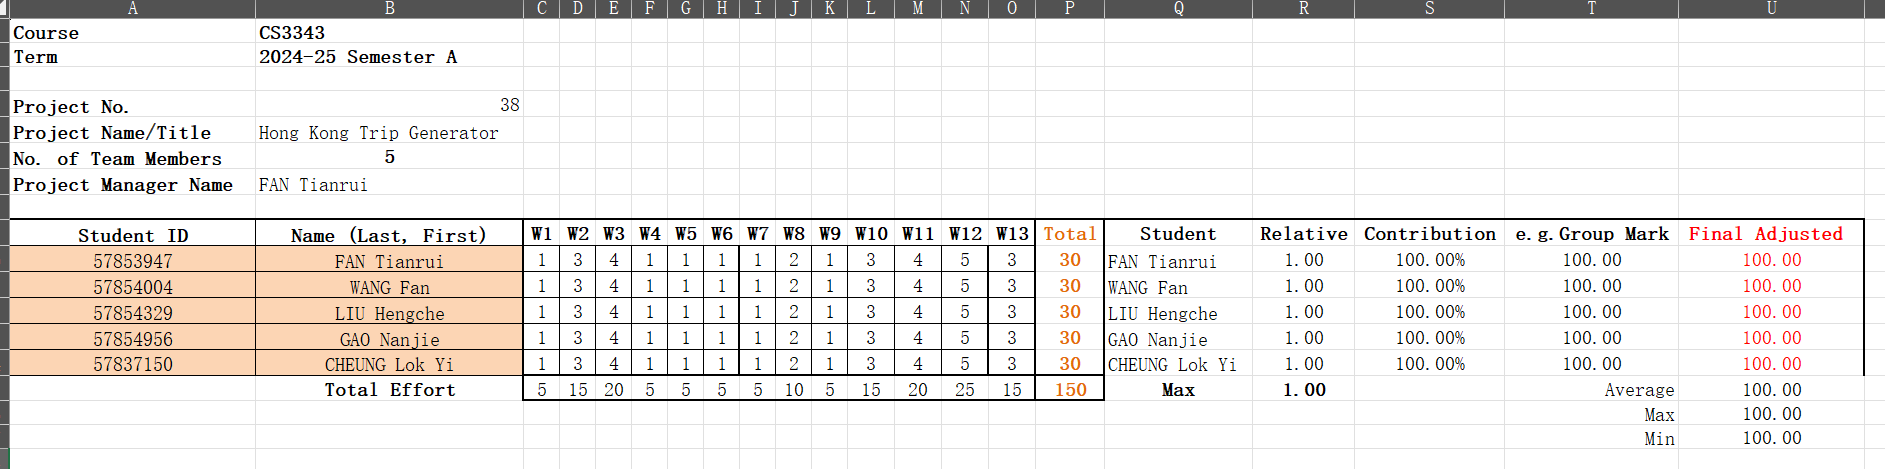 A B C D E F G H I J K L M N O P Q R S T U
Course CS3343
Term 2024-25 Semester A
Project No. 38
Project Name/Title Hong Kong Trip Generator
No. of Team Members 5
Project Manager Name FAN Tianrui
Student ID Name (Last, First) W1 W2 W3 W4 W5 W6 W7 W8 W9 W10 W11 W12 W13 Total Student Relative Contribution e.g.Group Mark Final Adjusted
57853947 FAN Tianrui 1 3 4 1 1 1 1 2 1 3 4 5 3 30 FAN Tianrui 1.00 100.00% 100.00 100.00
57854004 WANG Fan 1 3 4 1 1 1 1 2 1 3 4 5 3 30 WANG Fan 1.00 100.00% 100.00 100.00
57854329 LIU Hengche 1 3 4 1 1 1 1 2 1 3 4 5 3 30 LIU Hengche 1.00 100.00% 100.00 100.00
57854956 GAO Nanjie 1 3 4 1 1 1 1 2 1 3 4 5 3 30 GAO Nanjie 1.00 100.00% 100.00 100.00
57837150 CHEUNG Lok Yi 1 3 4 1 1 1 1 2 1 3 4 5 3 30 CHEUNG Lok Yi 1.00 100.00% 100.00 100.00
Total Effort 5 15 20 5 5 5 5 10 5 15 20 25 15 150 Max 1.00 Average 100.00
Max 100.00
Min 100.00